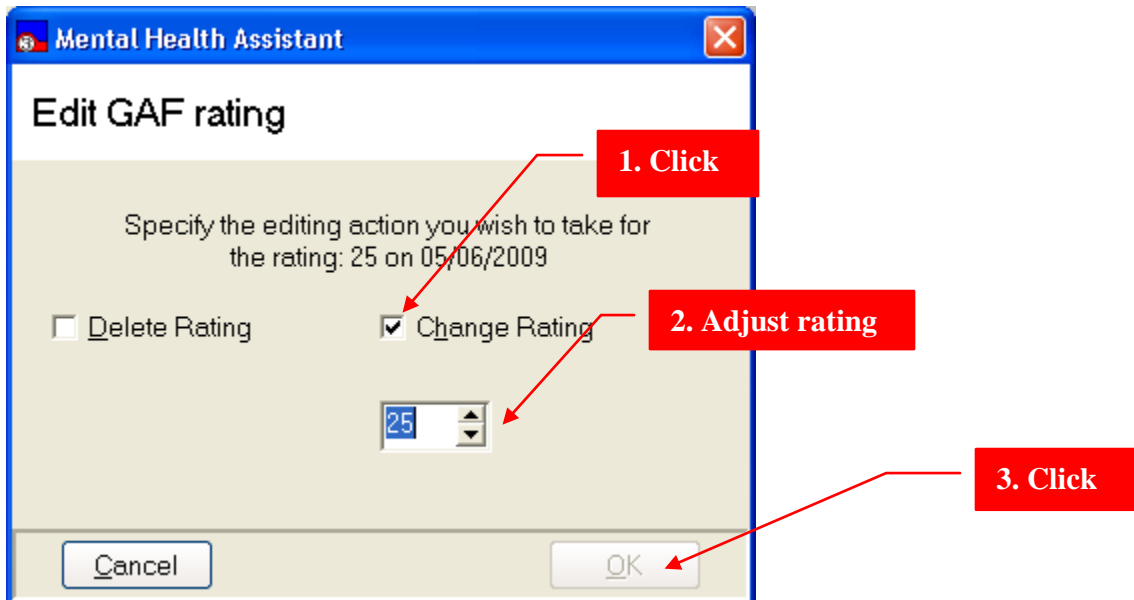 Mental Health Assistant
Edit GAF rating
1. Click
Specify the editing action you wish to take for
the rating: 25 on 05/06/2009
Delete Rating
Change Rating
2. Adjust rating
25
3. Click
Cancel
OK